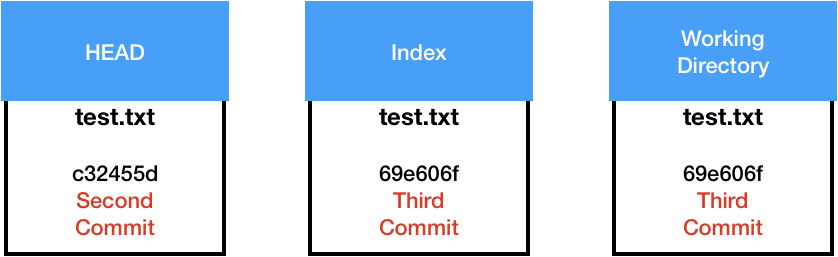 HEAD
test.txt
c32455d
Second
Commit
Index
test.txt
69e606f
Third
Commit
Working
Directory
test.txt
69e606f
Third
Commit